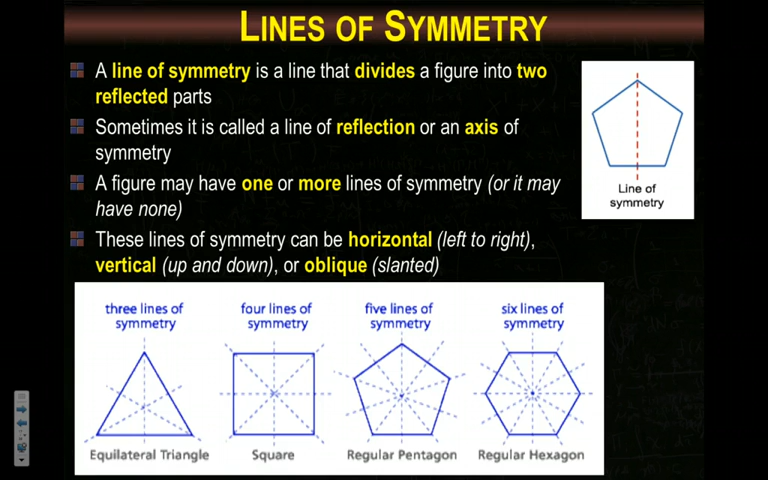 LINES OF SYMMETRY
A line of symmetry is a line that divides a figure into two
reflected parts
Sometimes it is called a line of reflection or an axis of
symmetry
A figure may have one or more lines of symmetry (or it may
have none)
These lines of symmetry can be horizontal (left to right),
vertical (up and down), or oblique (slanted)
Line of
symmetry
three lines of
symmetry
four lines of
symmetry
five lines of
symmetry
six lines of
symmetry
Equilateral Triangle
Square
Regular Pentagon
Regular Hexagon